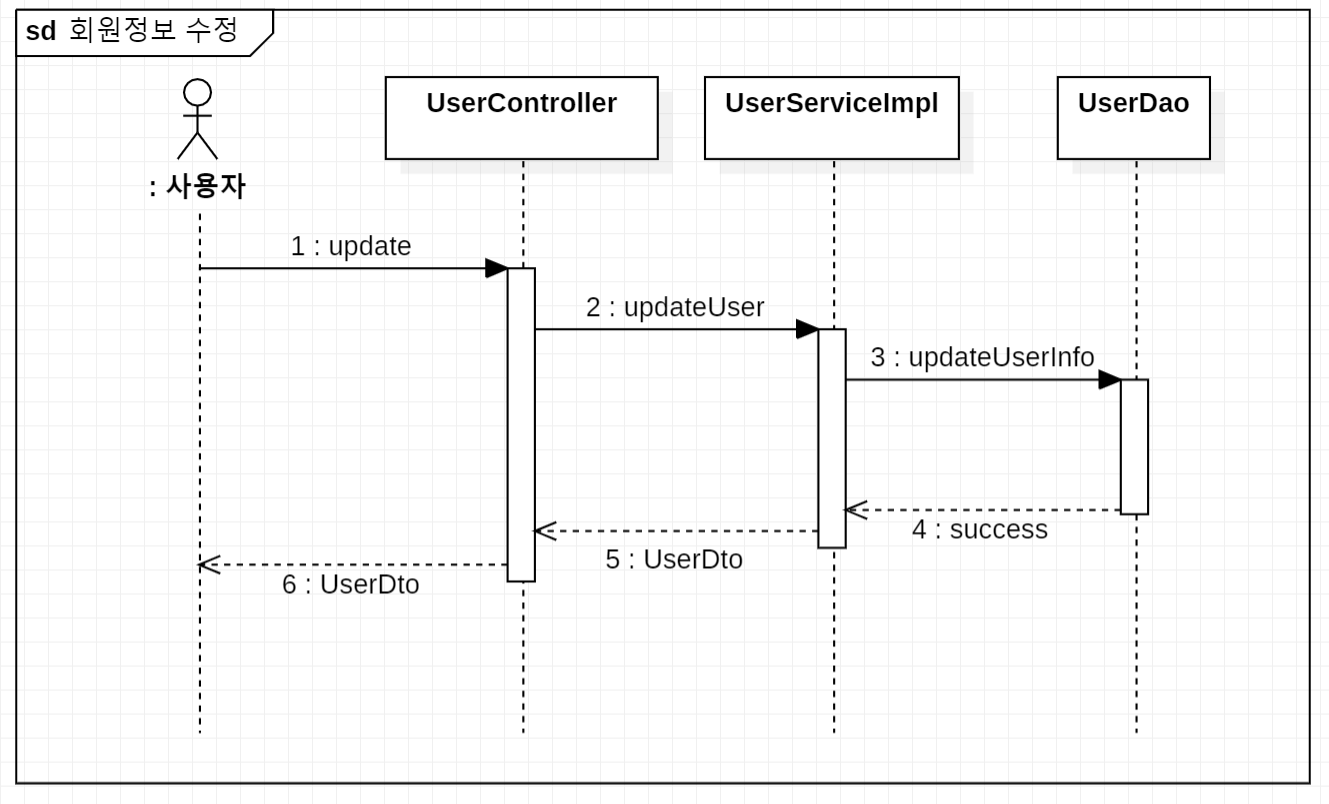 sd 회원정보 수정
UserController
UserServiceImpl
UserDao
: 사용자
1 : update
2 : updateUser
3 : updateUserInfo
4 : success
5 : UserDto
6 : UserDto